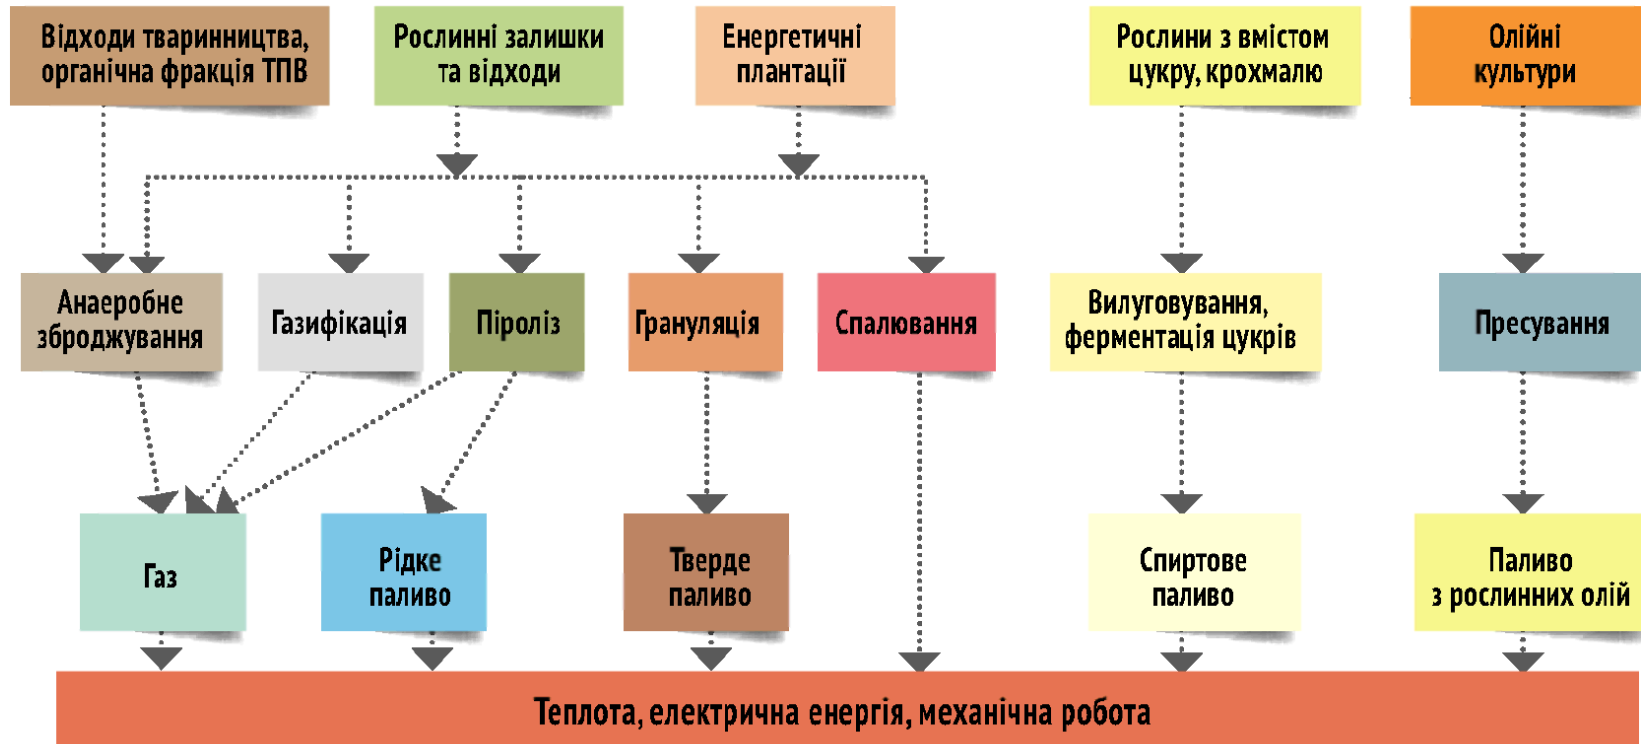 Відходи тваринництва,
органічна фракція ТПВ
Рослинні залишки
та відходи
Енергетичні
плантації
Рослини з вмістом
цукру, крохмалю
Олійні
культури
Анаеробне
зброджування
Газифікація
Піроліз
Грануляція
Спалювання
Вилуговування,
ферментація цукрів
Пресування
Газ
Рідке
паливо
Тверде
паливо
Спиртове
паливо
Паливо
з рослинних олій
Теплота, електрична енергія, механічна робота